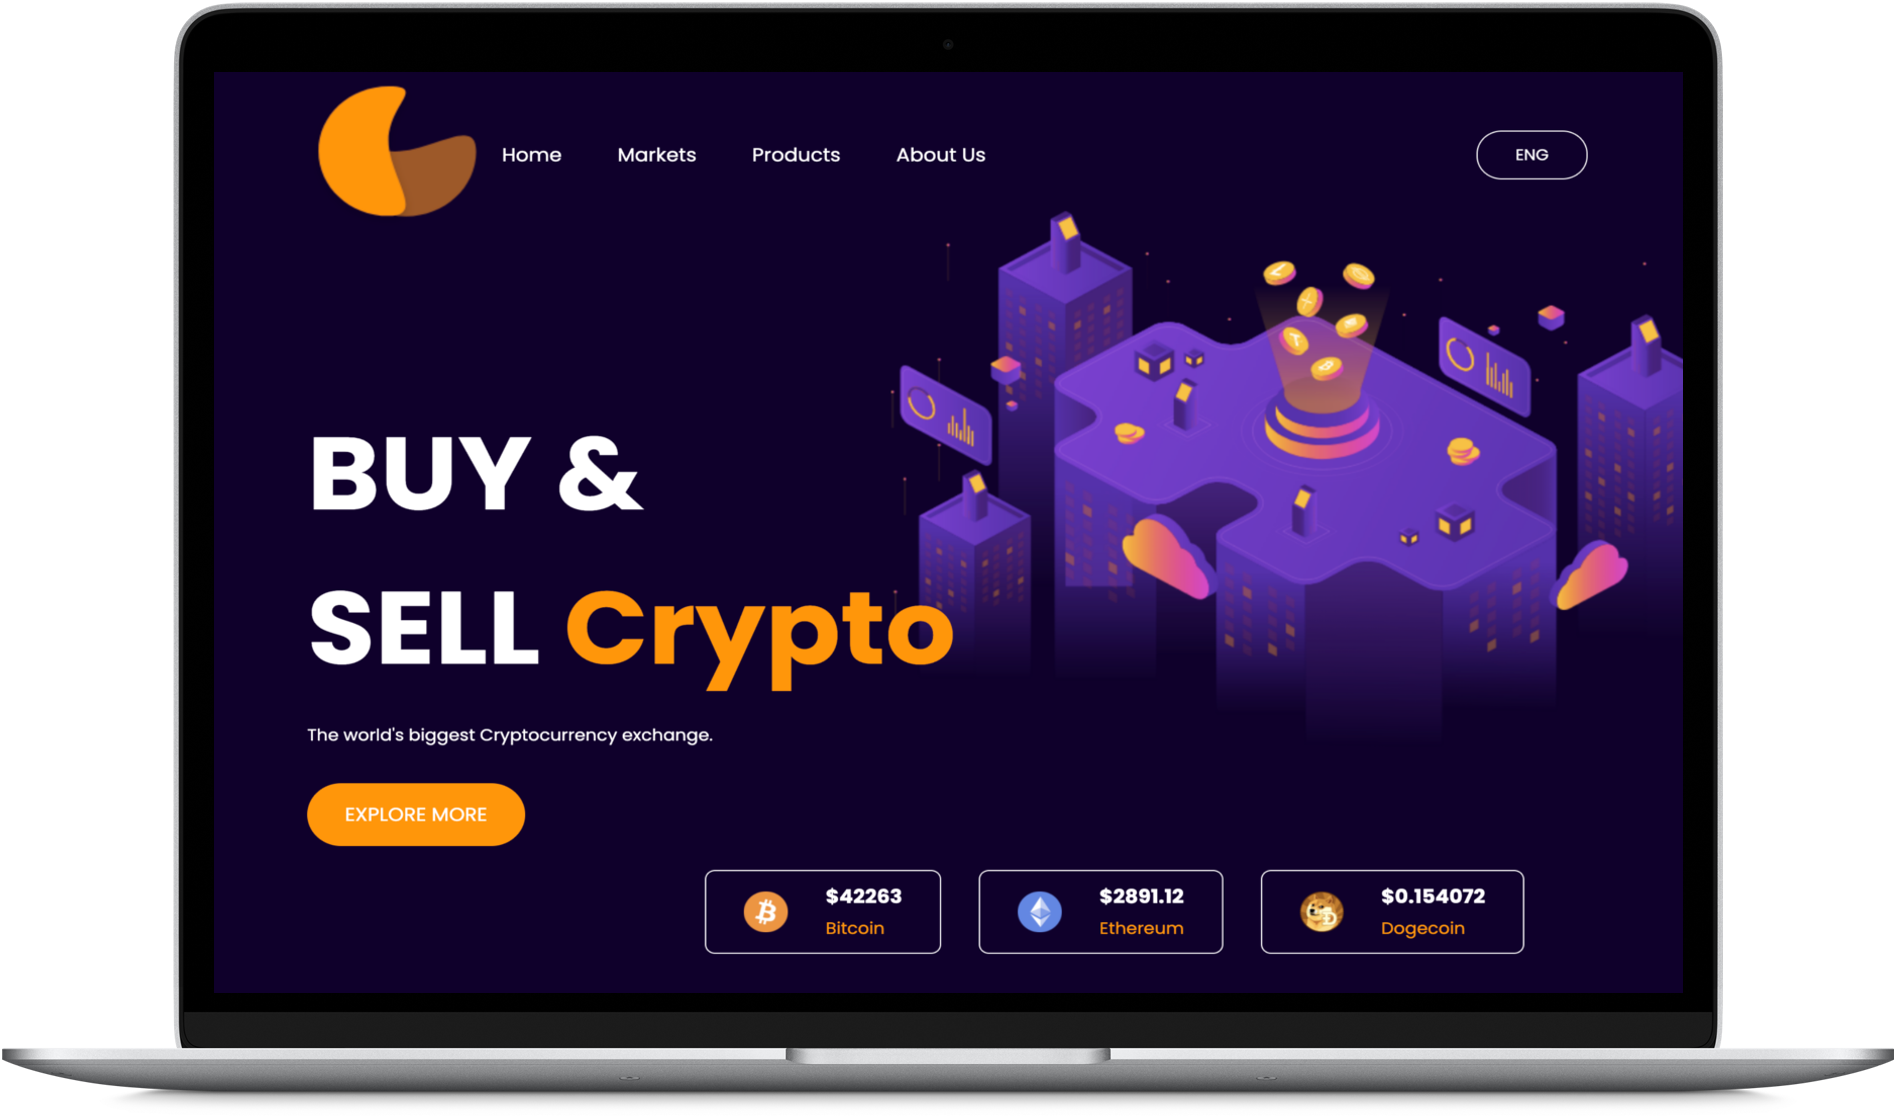 Home Markets Products About Us ENG
BUY &
SELL Crypto
The world's biggest Cryptocurrency exchange.
EXPLORE MORE
$42263 $2891.12 $0.154072
Bitcoin Ethereum Dogecoin